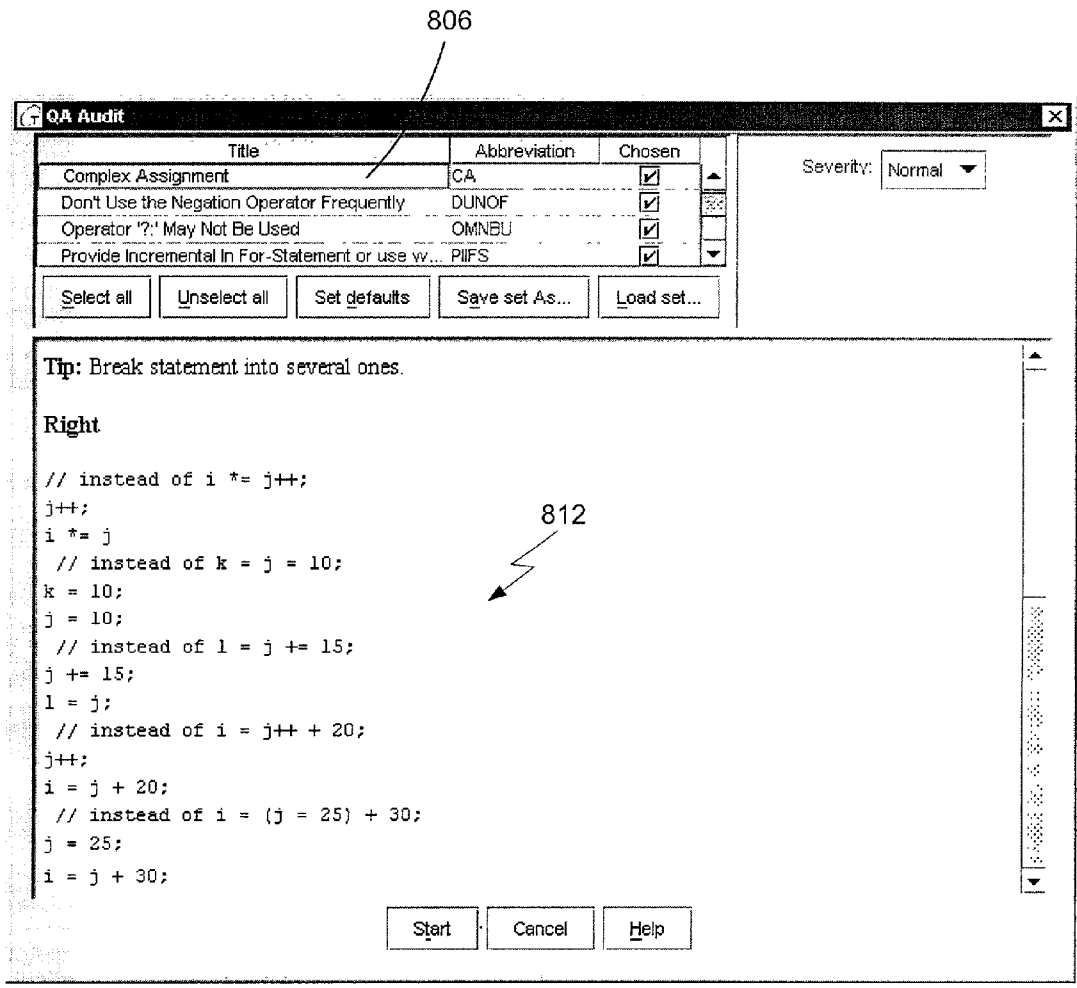 806
QA Audit
Title Abbreviation Chosen
Complex Assignment CA
Don't Use the Negation Operator Frequently DUNOF
Operator '?:' May Not Be Used OMNBU
Provide Incremental In For-Statement or use w... PIIFS
Severity: Normal
Select all Unselect all Set defaults Save set As... Load set...
Tip: Break statement into several ones.
Right
// instead of i *= j++;
j++;
i *= j
// instead of k = j = 10;
k = 10;
j = 10;
// instead of l = j += 15;
j += 15;
l = j;
// instead of i = j++ + 20;
j++;
i = j + 20;
// instead of i = (j = 25) + 30;
j = 25;
i = j + 30;
812
Start Cancel Help